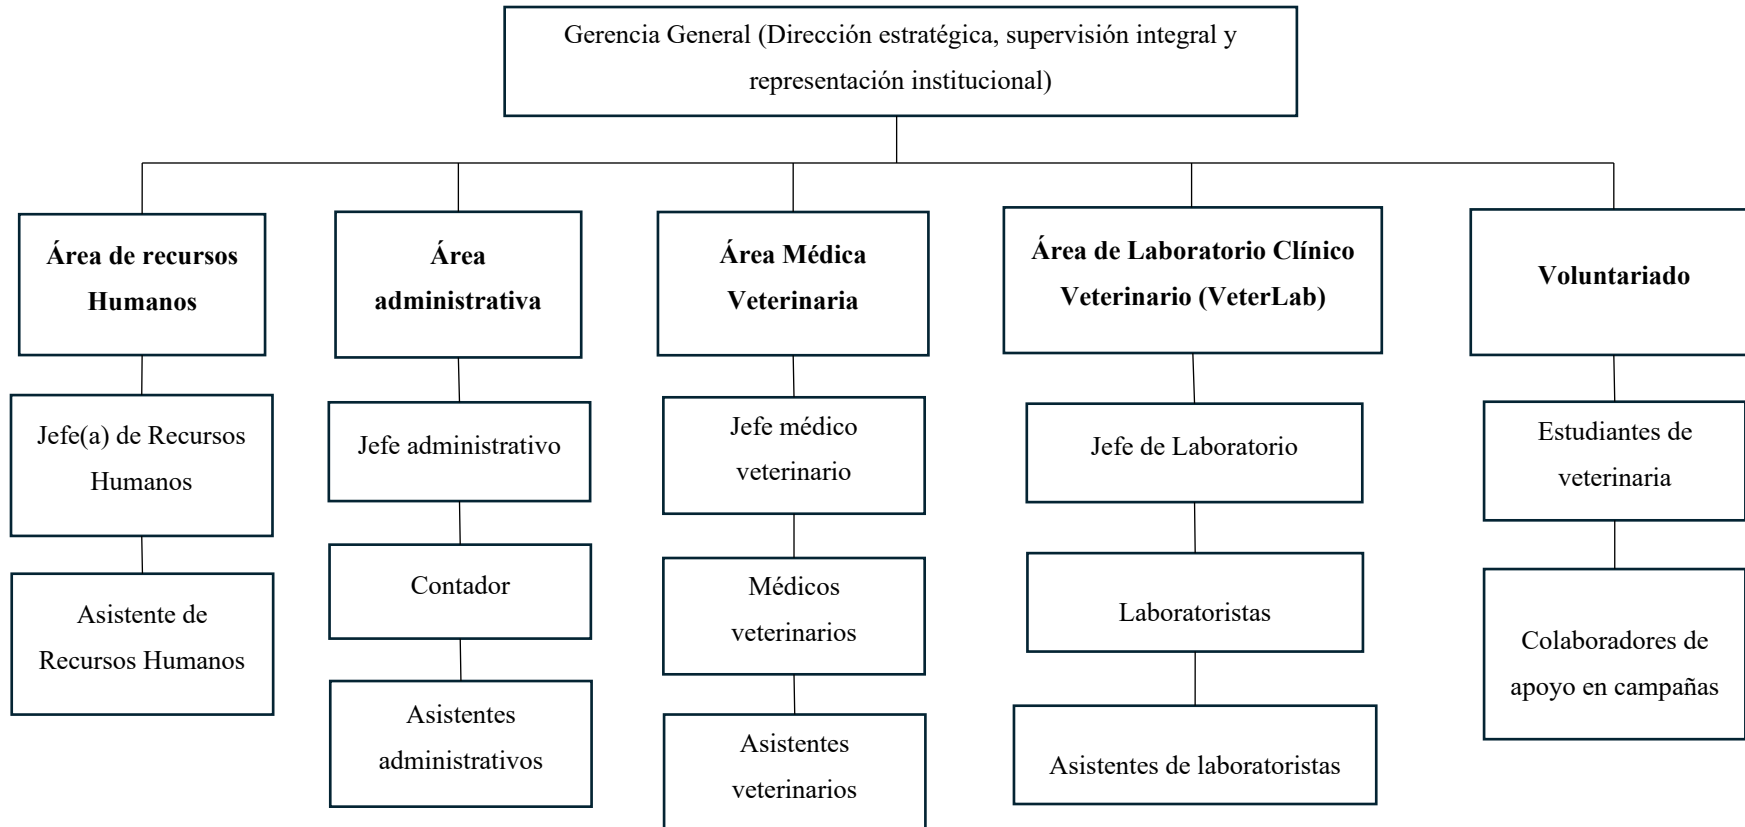 Gerencia General (Dirección estratégica, supervisión integral y
representación institucional)
Área de recursos
Humanos
Área
administrativa
Área Médica
Veterinaria
Área de Laboratorio Clínico
Veterinario (VeterLab)
Voluntariado
Jefe(a) de Recursos
Humanos
Jefe administrativo
Jefe médico
veterinario
Jefe de Laboratorio
Estudiantes de
veterinaria
Asistente de
Recursos Humanos
Contador
Médicos
veterinarios
Laboratoristas
Colaboradores de
apoyo en campañas
Asistentes
administrativos
Asistentes
veterinarios
Asistentes de laboratoristas